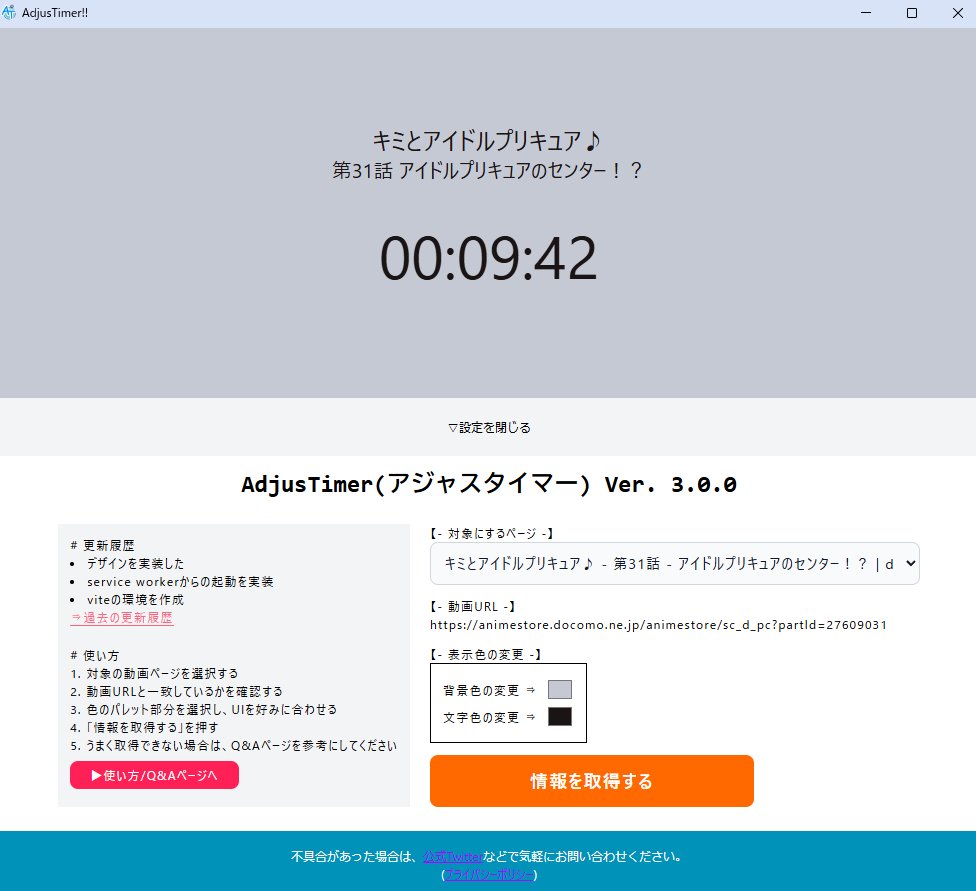 AdjusTimer!!
キミとアイドルプリキュア♪
第31話 アイドルプリキュアのセンター！？
00:09:42
▽設定を閉じる
AdjusTimer(アジャスタイマー) Ver. 3.0.0
# 更新履歴
• デザインを実装した
• service workerからの起動を実装
• viteの環境を作成
⇒過去の更新履歴
# 使い方
1. 対象の動画ページを選択する
2. 動画URLと一致しているかを確認する
3. 色のパレット部分を選択し、UIを好みに合わせる
4. 「情報を取得する」を押す
5. うまく取得できない場合は、Q&Aページを参考にしてください
▶使い方/Q&Aページへ
【- 対象にするページ -】
キミとアイドルプリキュア♪ - 第31話 - アイドルプリキュアのセンター！？ | d
【- 動画URL -】
https://animestore.docomo.ne.jp/animestore/sc_d_pc?partId=27609031
【- 表示色の変更 -】
背景色の変更 ⇒
文字色の変更 ⇒
情報を取得する
不具合があった場合は、公式Twitterなどで気軽にお問い合わせください。
(プライバシーポリシー)